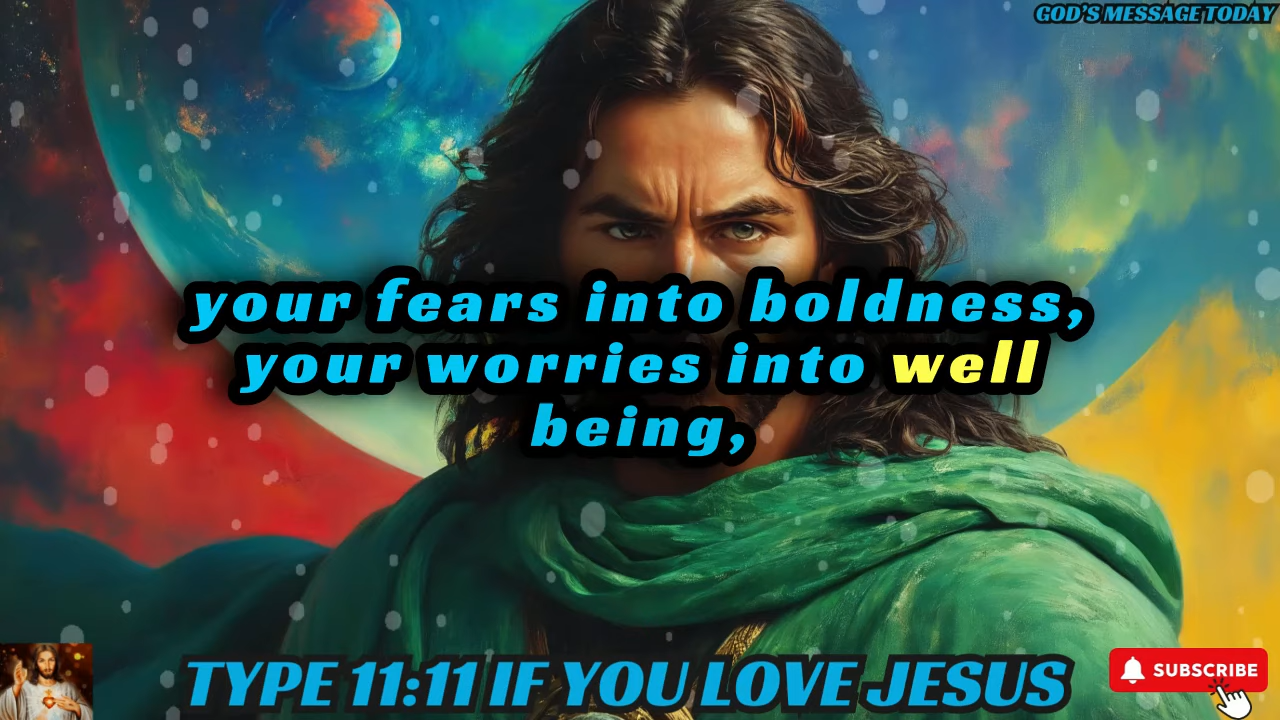 GOD'S MESSAGE TODAY
your fears into boldness,
your worries into well
being,
TYPE 11:11 IF YOU LOVE JESUS
SUBSCRIBE